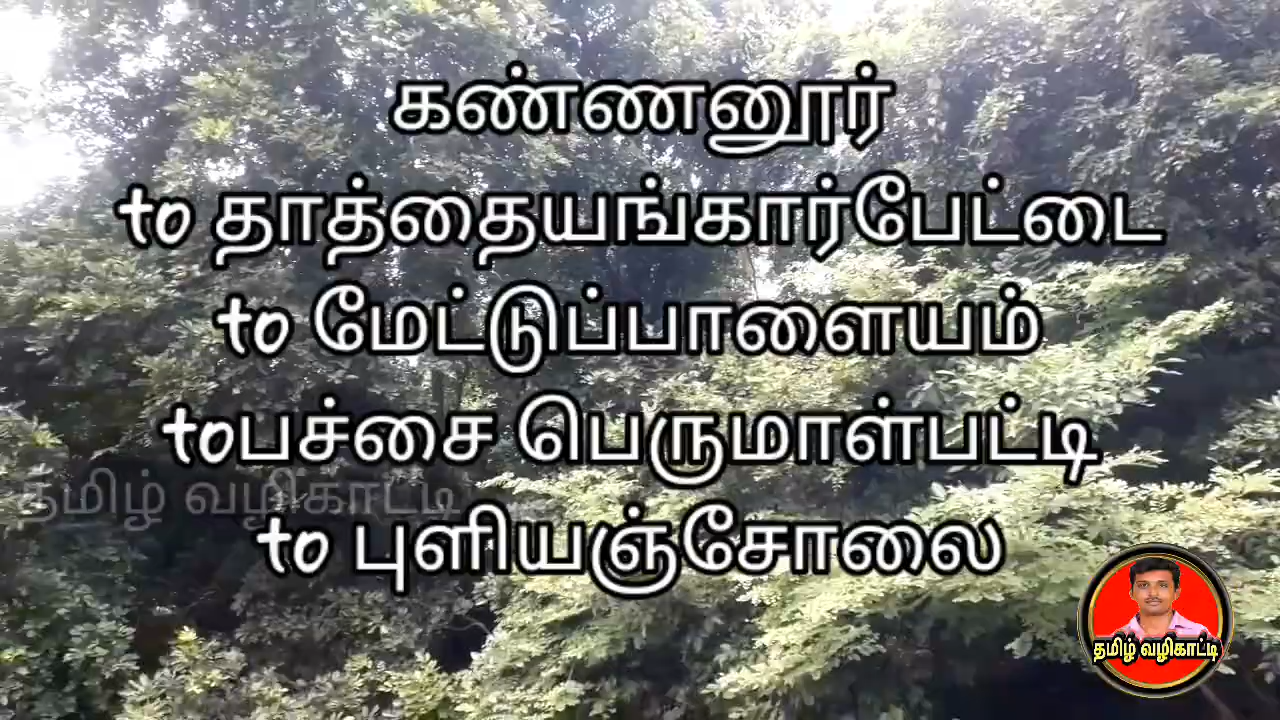 கண்ணனூர்
to தாத்தையங்கார்பேட்டை
to மேட்டுப்பாளையம்
toபச்சை பெருமாள்பட்டி
தமிழ் வழிகாட்டி
to புளியஞ்சோலை
தமிழ் வழிகாட்டி